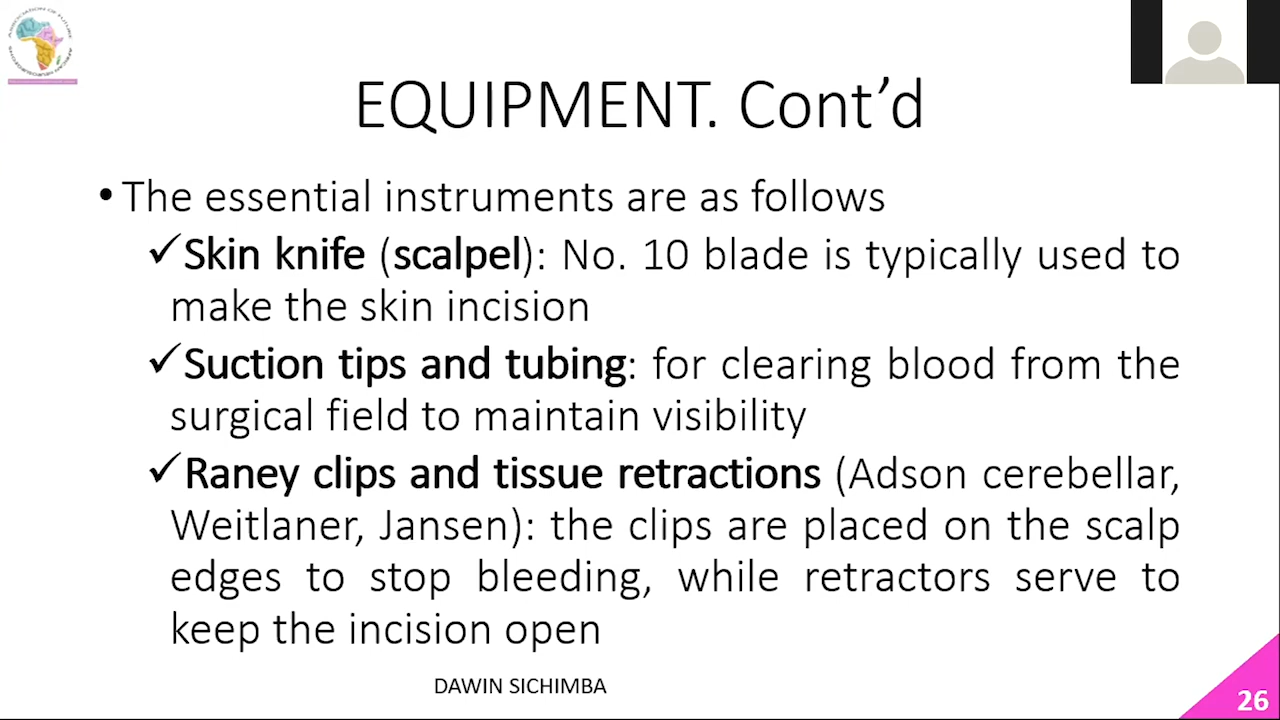 EQUIPMENT. Cont’d
• The essential instruments are as follows
✓Skin knife (scalpel): No. 10 blade is typically used to
make the skin incision
✓Suction tips and tubing: for clearing blood from the
surgical field to maintain visibility
✓Raney clips and tissue retractions (Adson cerebellar,
Weitlaner, Jansen): the clips are placed on the scalp
edges to stop bleeding, while retractors serve to
keep the incision open
DAWIN SICHIMBA
26